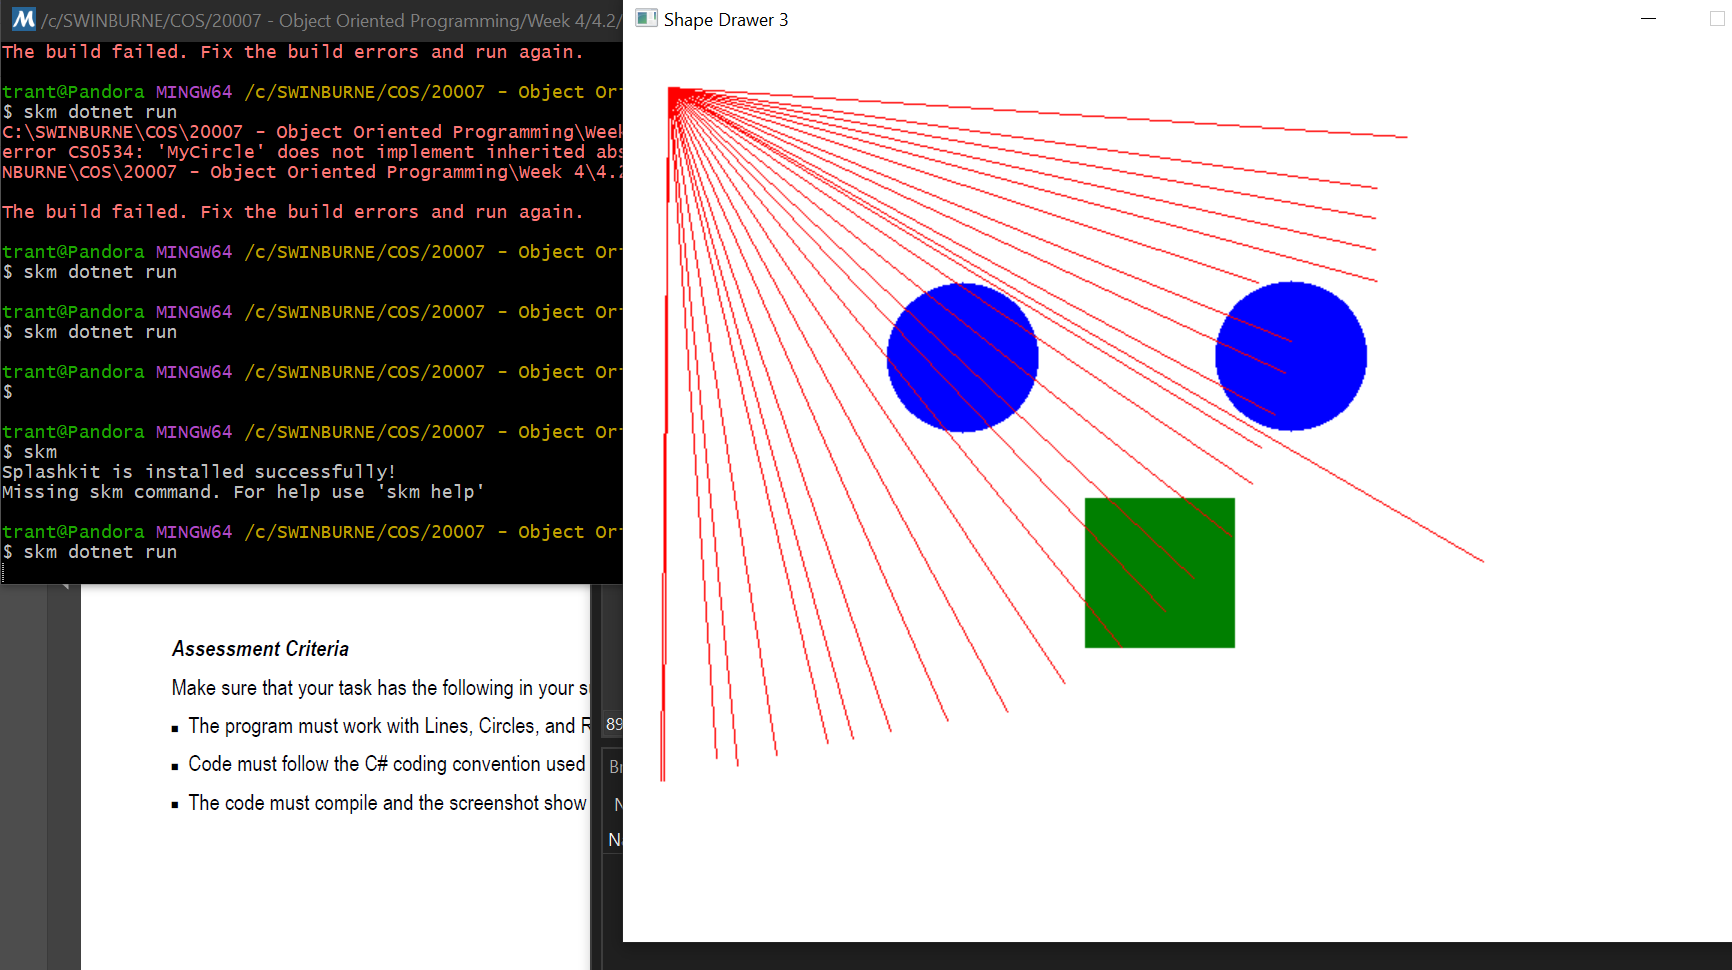 /c/SWINBURNE/COS/20007 - Object Oriented Programming/Week 4/4.2/
The build failed. Fix the build errors and run again.
trant@Pandora MINGW64 /c/SWINBURNE/COS/20007 - Object
$ skm dotnet run
C:\SWINBURNE\COS\20007 - Object Oriented Programming\Week
error CS0534: 'MyCircle' does not implement inherited abs
NBURNE\COS\20007 - Object Oriented Programming\Week 4\4.2
The build failed. Fix the build errors and run again.
trant@Pandora MINGW64 /c/SWINBURNE/COS/20007 - Object
$ skm dotnet run
trant@Pandora MINGW64 /c/SWINBURNE/COS/20007 - Object
$ skm dotnet run
trant@Pandora MINGW64 /c/SWINBURNE/COS/20007 - Object
$
trant@Pandora MINGW64 /c/SWINBURNE/COS/20007 - Object
$ skm
Splashkit is installed successfully!
Missing skm command. For help use 'skm help'
trant@Pandora MINGW64 /c/SWINBURNE/COS/20007 - Object
$ skm dotnet run
Shape Drawer 3
Assessment Criteria
Make sure that your task has the following in your
▪ The program must work with Lines, Circles, and R
▪ Code must follow the C# coding convention used
▪ The code must compile and the screenshot show
89